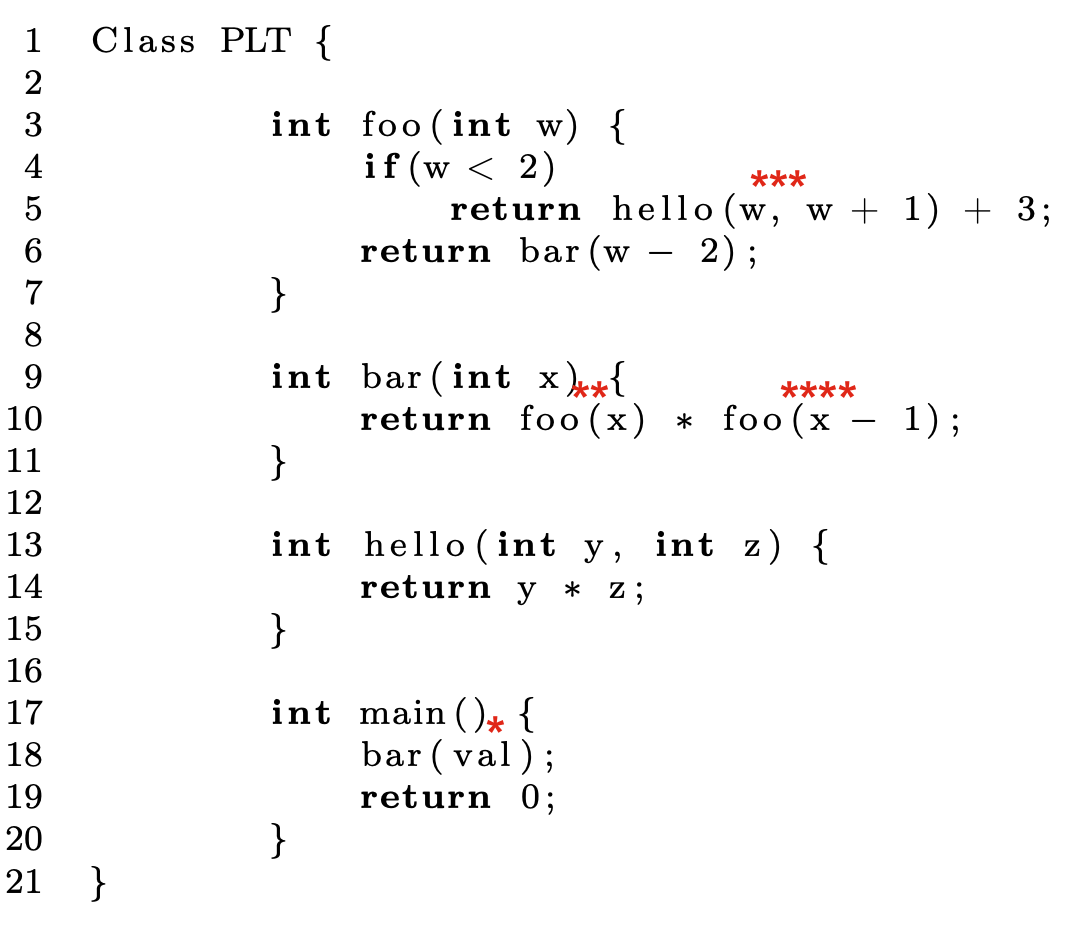 1 Class PLT {
2
3 int foo(int w) {
4 if(w < 2)
***
5 return hello(w, w + 1) + 3;
6 return bar(w − 2);
7 }
8
9 int bar(int x) {
** ****
10 return foo(x) * foo(x − 1);
11 }
12
13 int hello(int y, int z) {
14 return y * z;
15 }
16
17 int main() {
*
18 bar(val);
19 return 0;
20 }
21 }